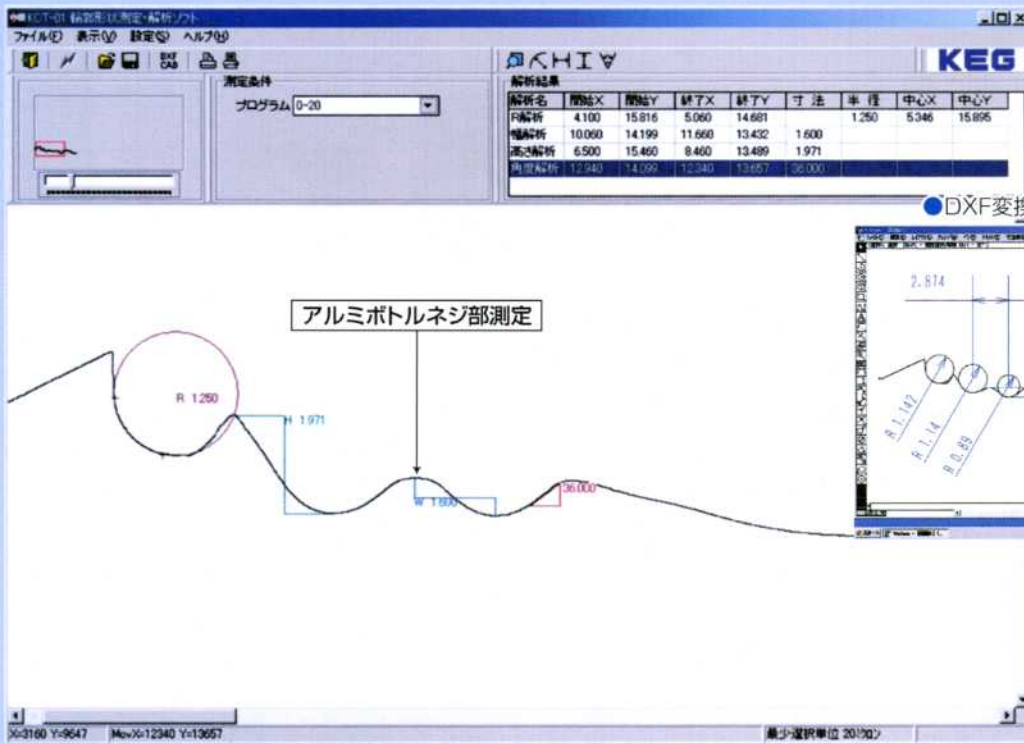 KCT-01 輪郭形状測定・解析ソフト
ファイル(F) 表示(V) 設定(S) ヘルプ(H)
DXF
CAD
KEG
測定条件
プログラム 0-20
解析結果
解析名 開始X 開始Y 終了X 終了Y 寸 法 半 径 中心X 中心Y
R解析 4.100 15.816 5.060 14.681 1.250 5.346 15.895
幅解析 10.060 14.199 11.660 13.432 1.600
高さ解析 6.500 15.460 8.460 13.489 1.971
角度解析 12.940 14.099 12.340 13.657 36.000
●DXF変換
2.874
アルミボトルネジ部測定
R 1.250
H 1.971
W 1.600
36.000
R 1.142
R 1.14
R 0.89
X=3160 Y=9647 MovX=12340 Y=13657
最少選択単位 20ミクロン